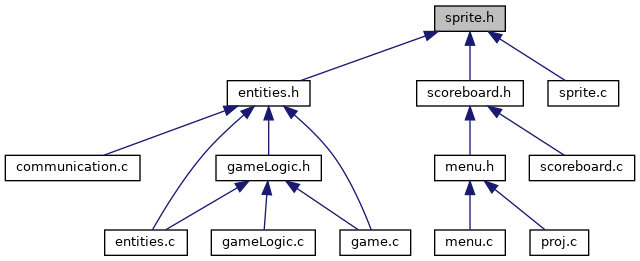 sprite.h
entities.h
scoreboard.h
sprite.c
communication.c
gameLogic.h
menu.h
scoreboard.c
entities.c
gameLogic.c
game.c
menu.c
proj.c